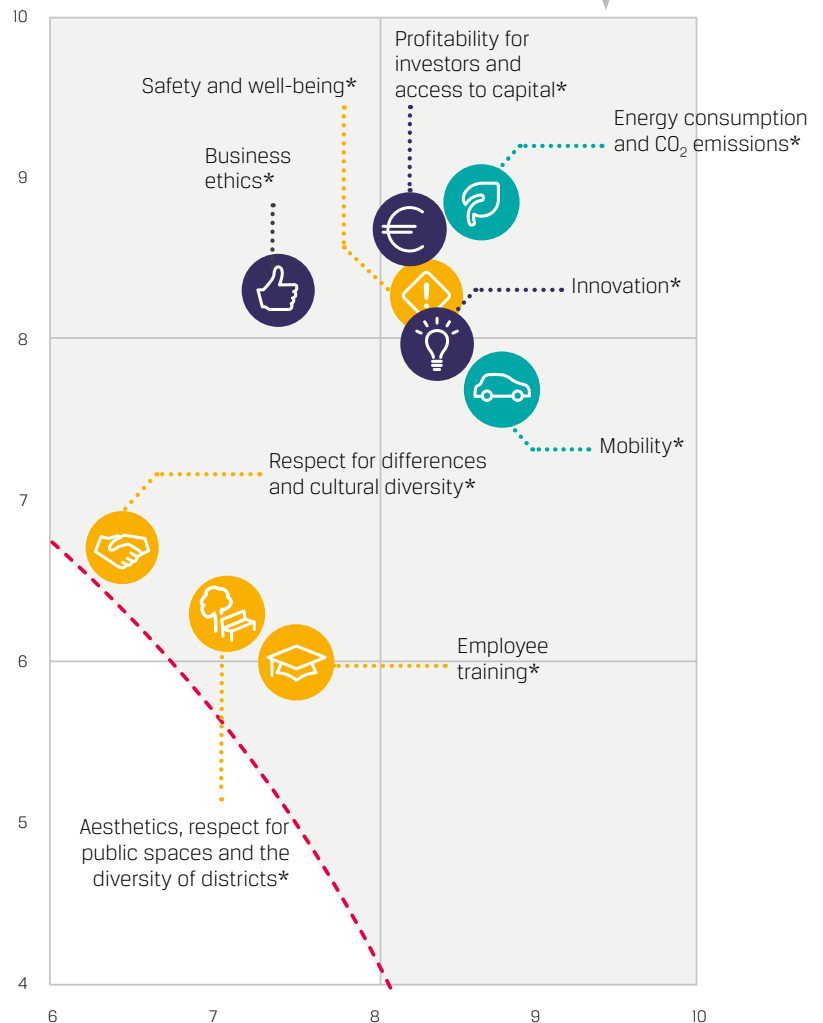 10
Profitability for
investors and
access to capital*
Safety and well-being*
Energy consumption
and CO₂ emissions*
Business
ethics*
9
Innovation*
8
Mobility*
Respect for differences
and cultural diversity*
7
Employee
training*
6
5
Aesthetics, respect for
public spaces and the
diversity of districts*
4
6 7 8 9 10